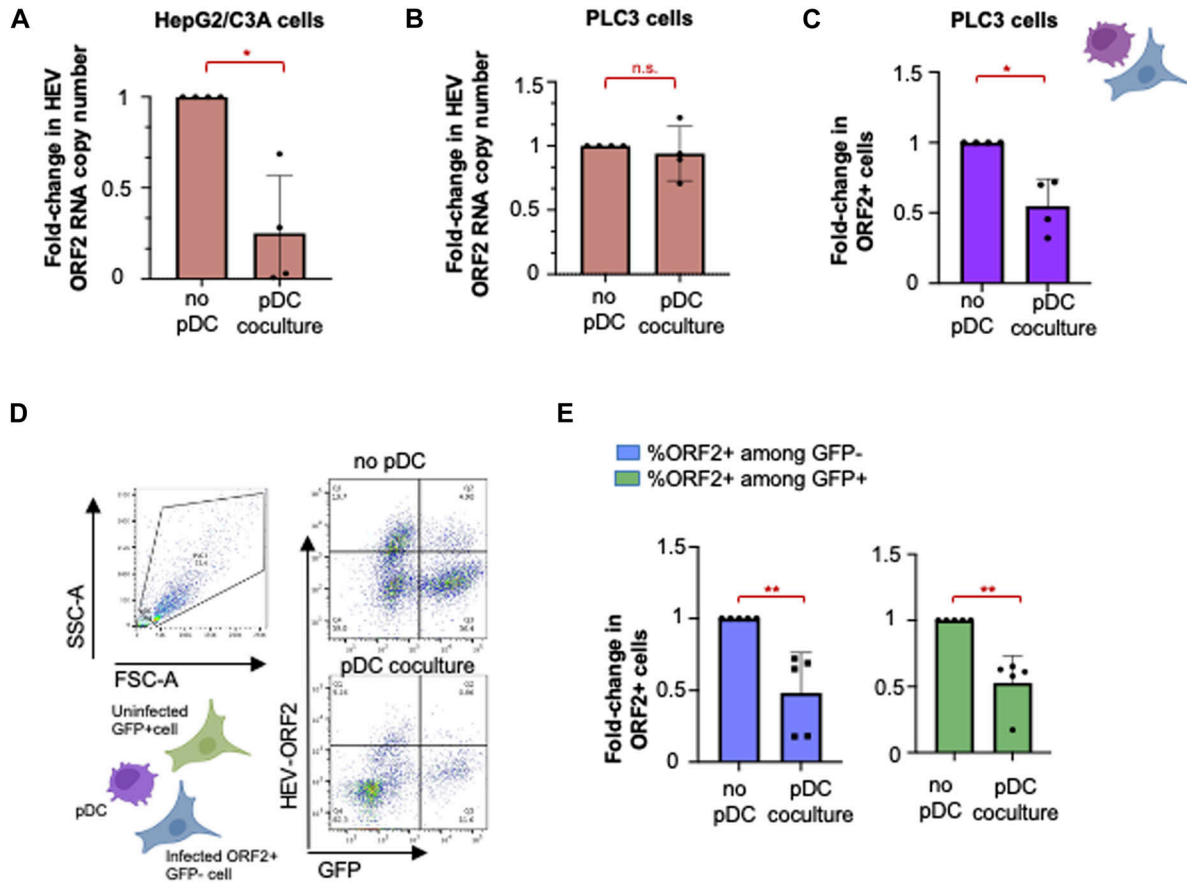 A
HepG2/C3A cells
*
Fold-change in HEV
ORF2 RNA copy number
1
0.5
0
no
pDC
pDC
coculture
B
PLC3 cells
n.s.
Fold-change in HEV
ORF2 RNA copy number
1.5
1
0.5
0
no
pDC
pDC
coculture
C
PLC3 cells
*
Fold-change in
ORF2+ cells
1.5
1
0.5
0
no
pDC
pDC
coculture
D
SSC-A
FSC-A
no pDC
pDC coculture
HEV-ORF2
GFP
Uninfected
GFP+cell
pDC
Infected ORF2+
GFP- cell
E
%ORF2+ among GFP-
%ORF2+ among GFP+
**
Fold-change in
ORF2+ cells
1.5
1
0.5
0
no
pDC
pDC
coculture
**
1.5
1
0.5
0
no
pDC
pDC
coculture